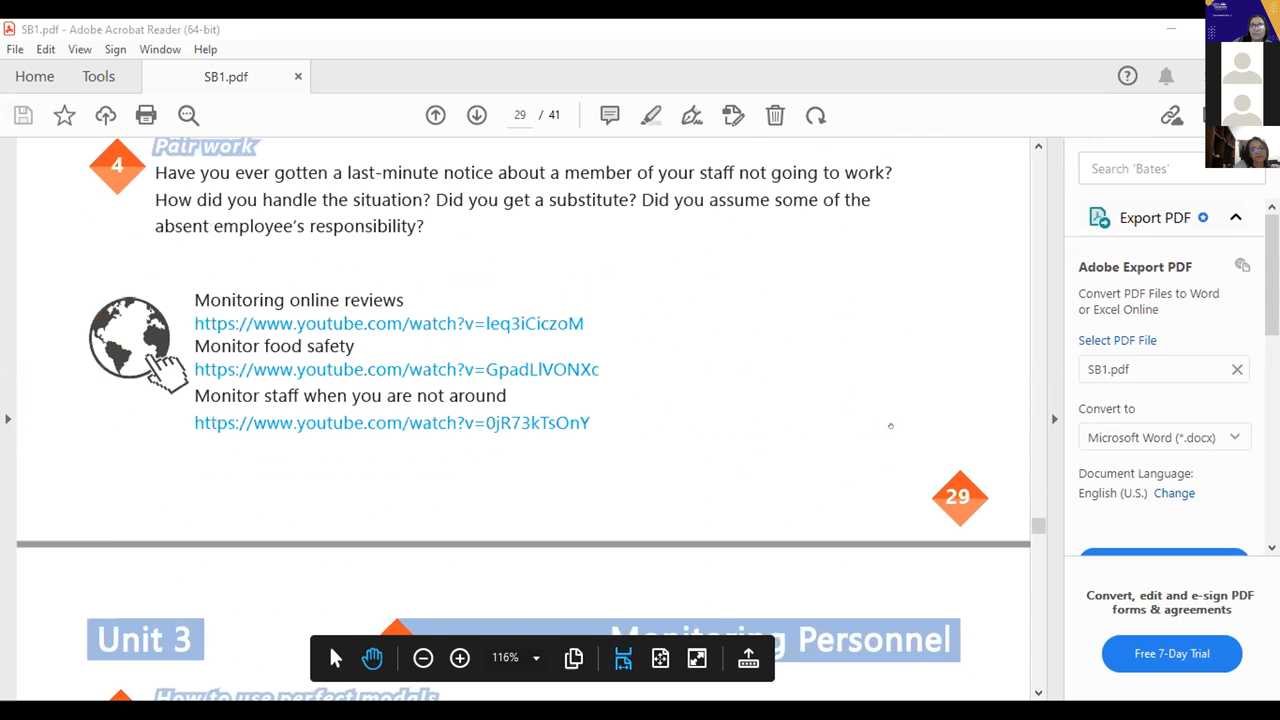 SB1.pdf - Adobe Acrobat Reader (64-bit)
File Edit View Sign Window Help
Home Tools SB1.pdf
29 / 41
Pair work
4
Have you ever gotten a last-minute notice about a member of your staff not going to work?
How did you handle the situation? Did you get a substitute? Did you assume some of the
absent employee's responsibility?
Monitoring online reviews
https://www.youtube.com/watch?v=leq3iCiczoM
Monitor food safety
https://www.youtube.com/watch?v=GpadLlVONXc
Monitor staff when you are not around
https://www.youtube.com/watch?v=0jR73kTsOnY
29
Unit 3
Monitoring Personnel
How to use perfect modals
116%
Search 'Bates'
Export PDF
Adobe Export PDF
Convert PDF Files to Word
or Excel Online
Select PDF File
SB1.pdf
Convert to
Microsoft Word (*.docx)
Document Language:
English (U.S.) Change
Convert, edit and e-sign PDF
forms & agreements
Free 7-Day Trial